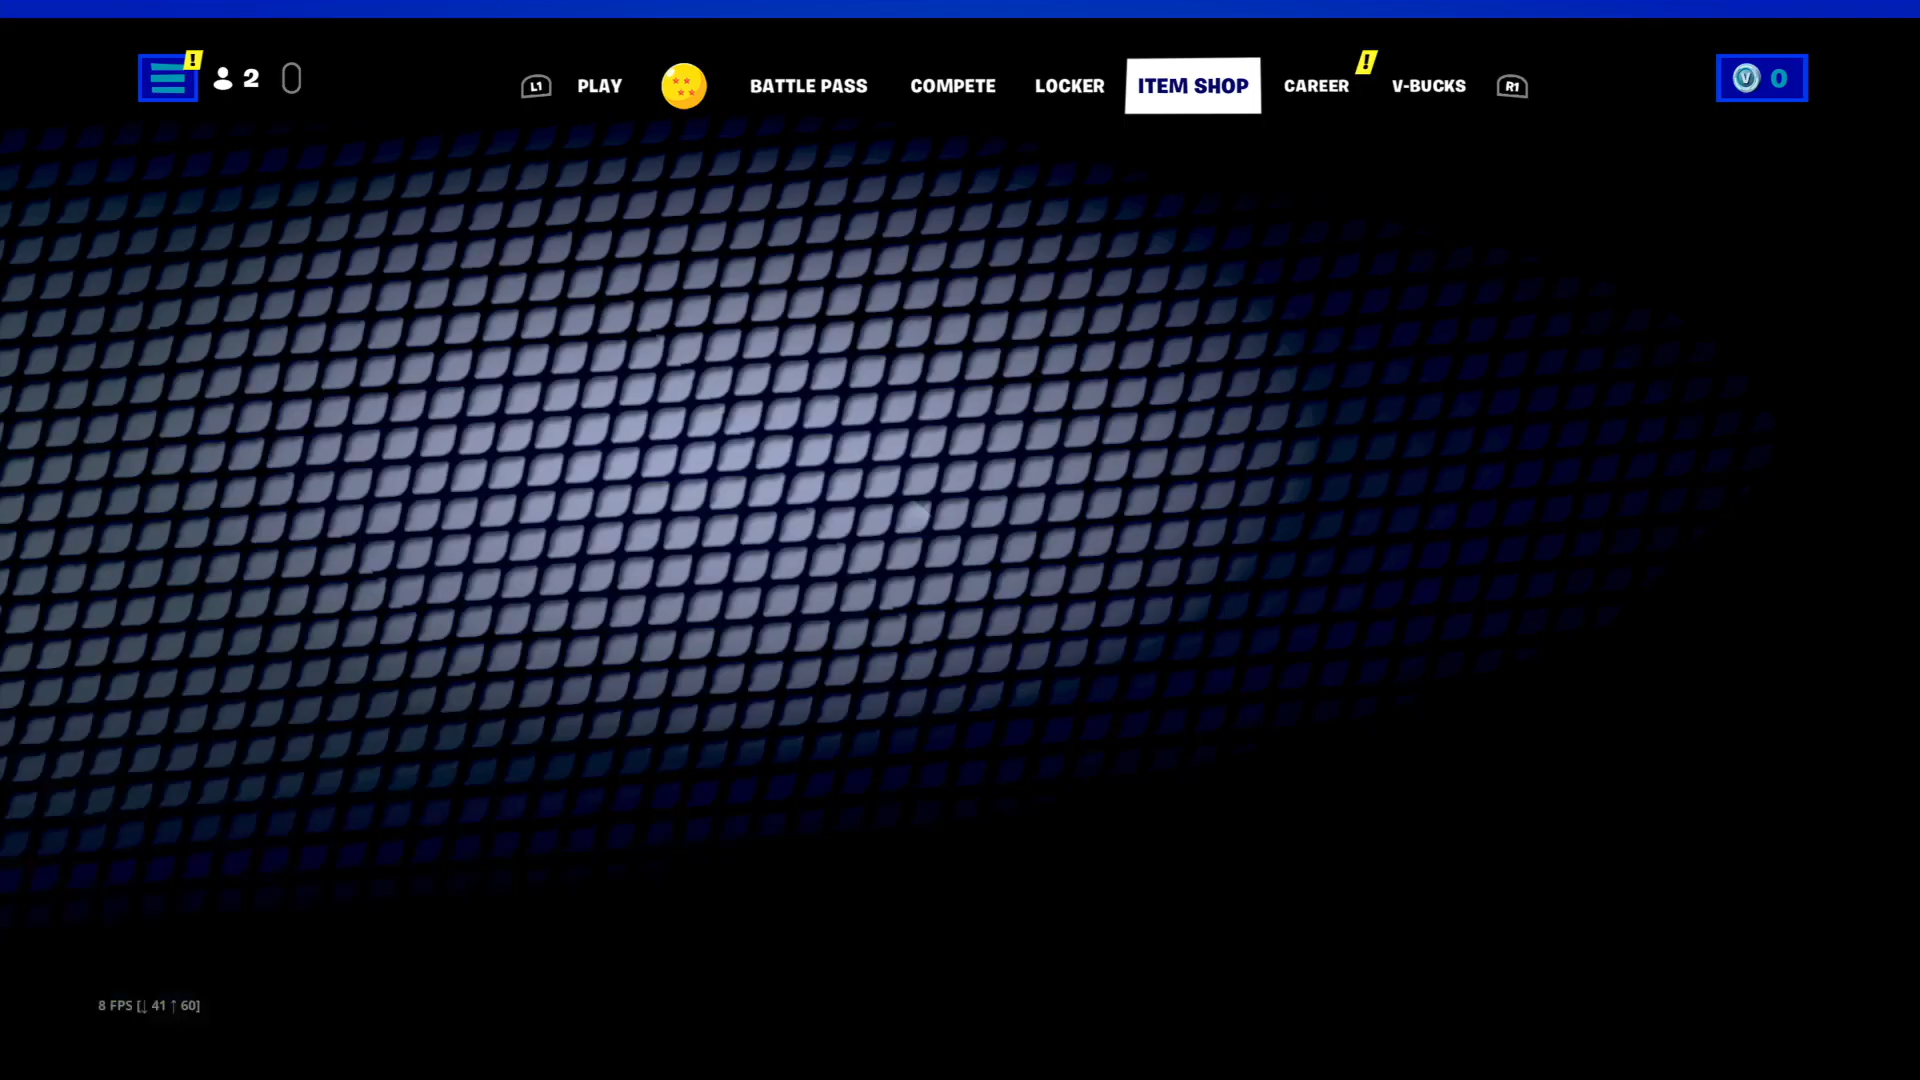 ! 2
L1 PLAY BATTLE PASS COMPETE LOCKER ITEM SHOP CAREER ! V-BUCKS R1
V 0
8 FPS [↓ 41 ↑ 60]